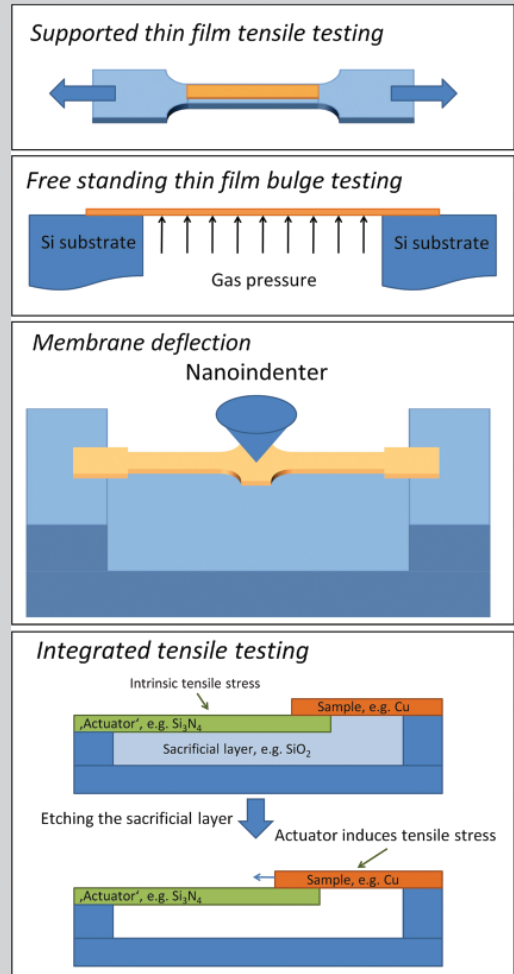 Supported thin film tensile testing
Free standing thin film bulge testing
Si substrate
Si substrate
Gas pressure
Membrane deflection
Nanoindenter
Integrated tensile testing
Intrinsic tensile stress
Sample, e.g. Cu
‚Actuator‘, e.g. Si₃N₄
Sacrificial layer, e.g. SiO₂
Etching the sacrificial layer
Actuator induces tensile stress
Sample, e.g. Cu
‚Actuator‘, e.g. Si₃N₄